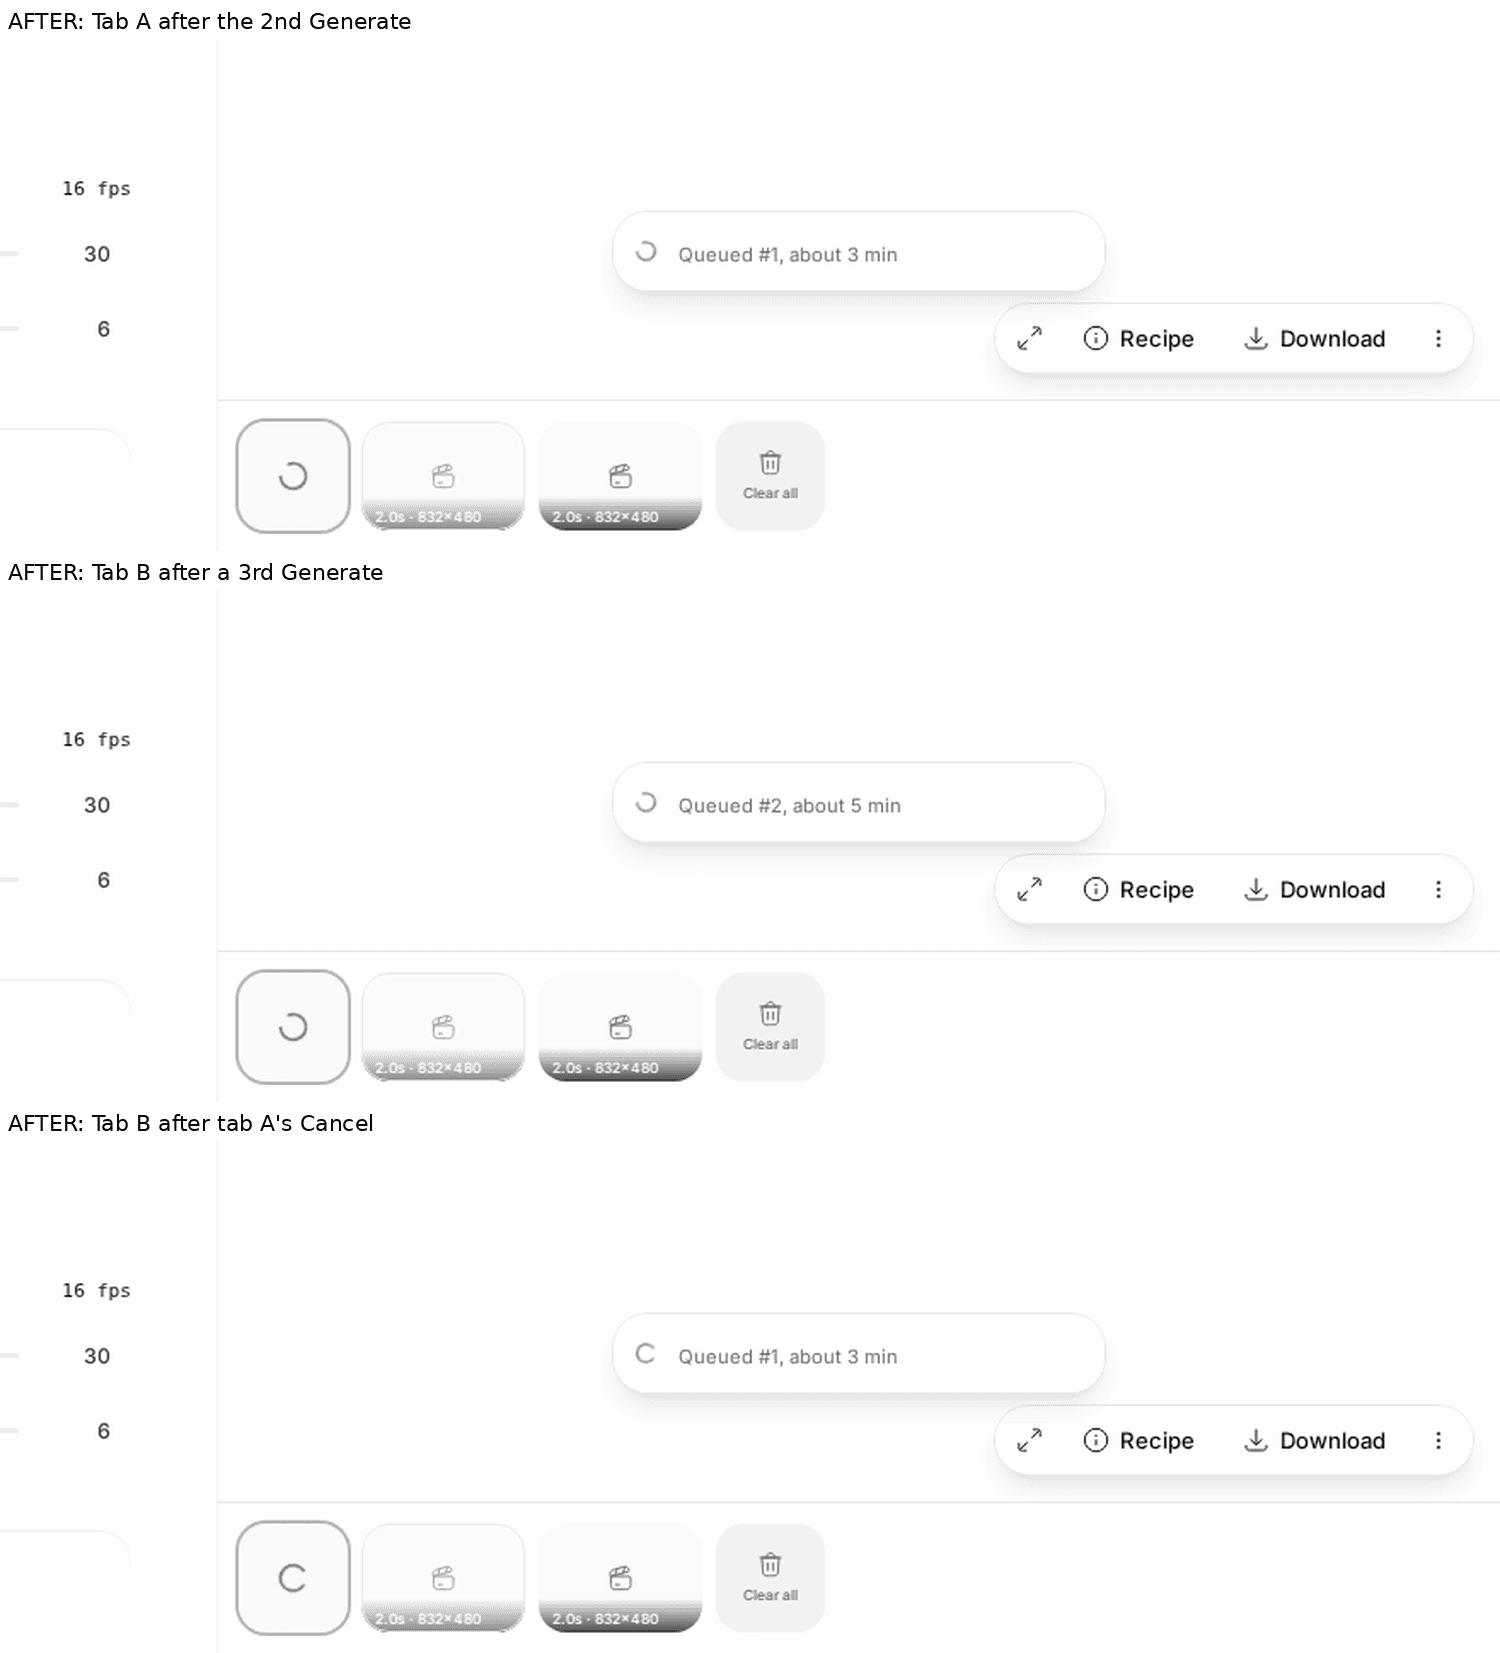 AFTER: Tab A after the 2nd Generate
16 fps
30
Queued #1, about 3 min
6
Recipe
Download
2.0s · 832×480
2.0s · 832×480
Clear all
AFTER: Tab B after a 3rd Generate
16 fps
30
Queued #2, about 5 min
6
Recipe
Download
2.0s · 832×480
2.0s · 832×480
Clear all
AFTER: Tab B after tab A's Cancel
16 fps
30
Queued #1, about 3 min
6
Recipe
Download
2.0s · 832×480
2.0s · 832×480
Clear all